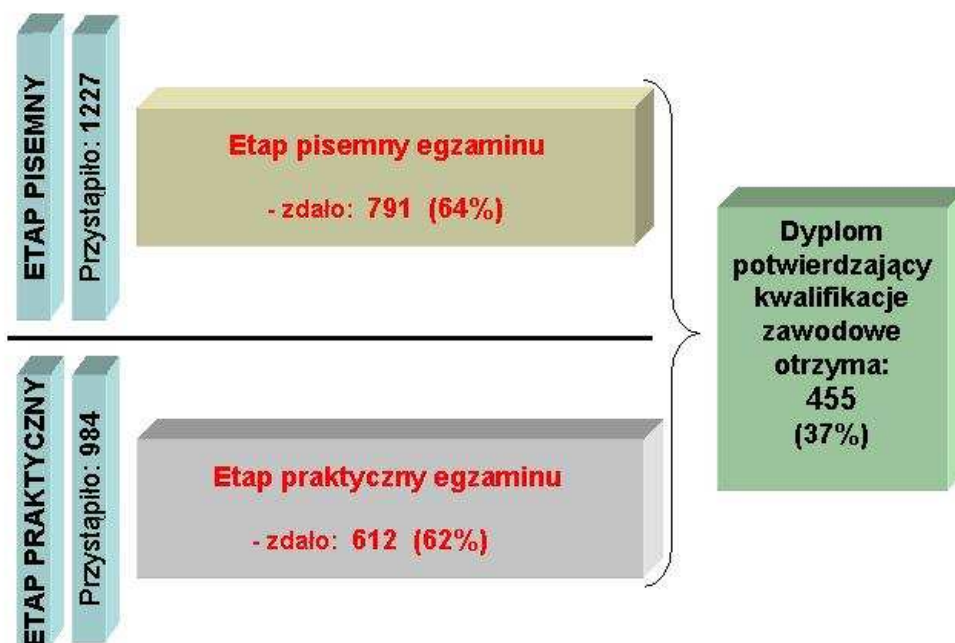 ETAP PISEMNY
Przystąpiło: 1227
Etap pisemny egzaminu
- zdało: 791 (64%)
ETAP PRAKTYCZNY
Przystąpiło: 984
Etap praktyczny egzaminu
- zdało: 612 (62%)
Dyplom
potwierdzający
kwalifikacje
zawodowe
otrzyma:
455
(37%)